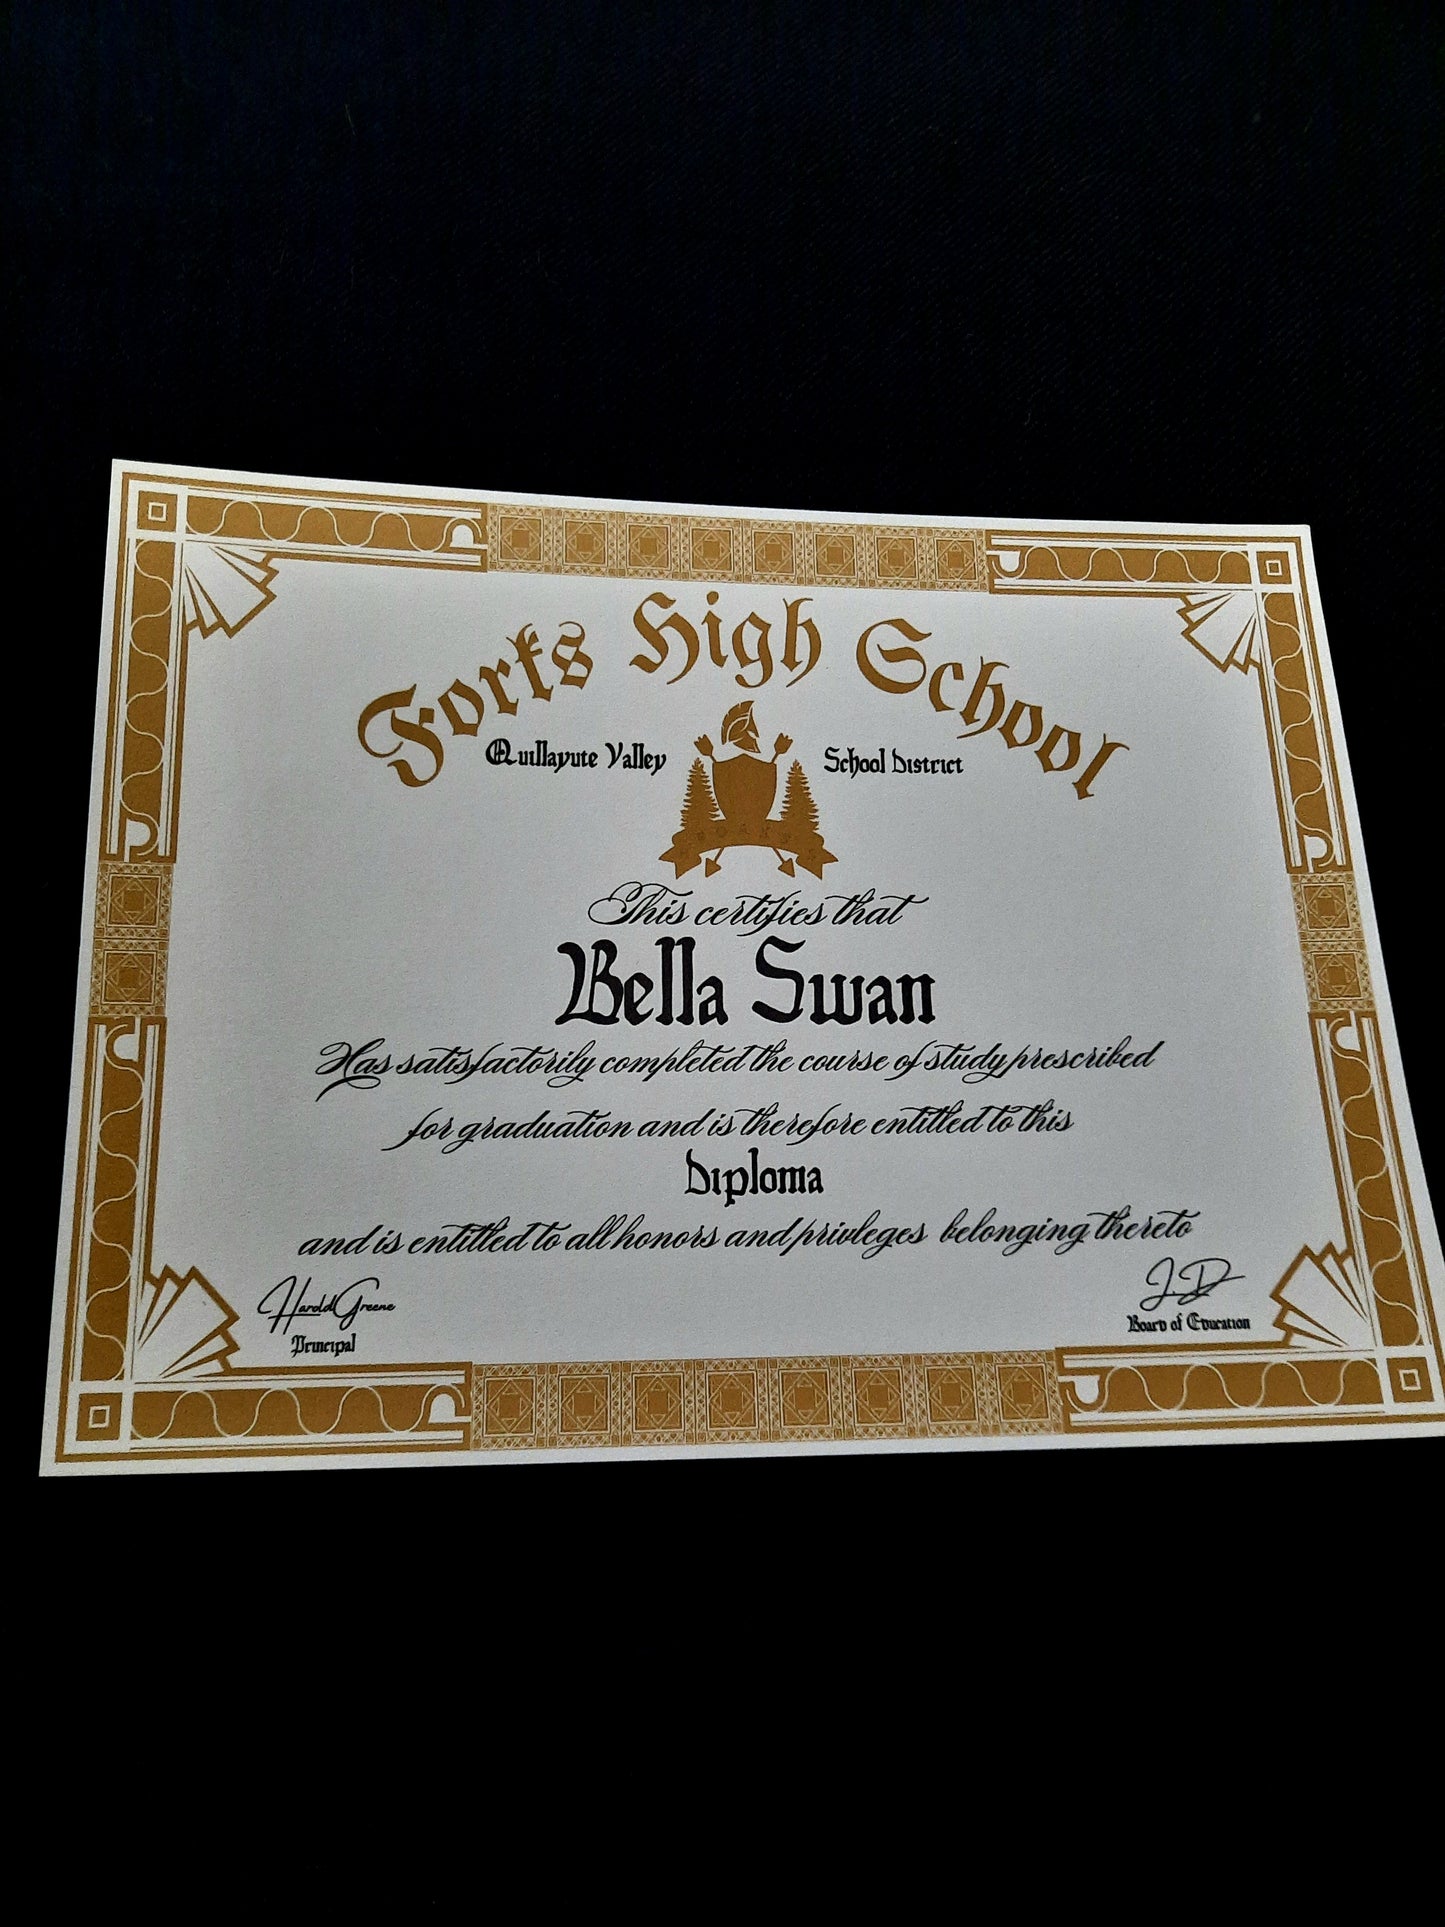 Forks High School
Quillayute Valley School District
FORKS
This certifies that
Bella Swan
Has satisfactorily completed the course of study prescribed
for graduation and is therefore entitled to this
Diploma
and is entitled to all honors and privileges belonging thereto
Harold Greene
Principal
J D
Board of Education